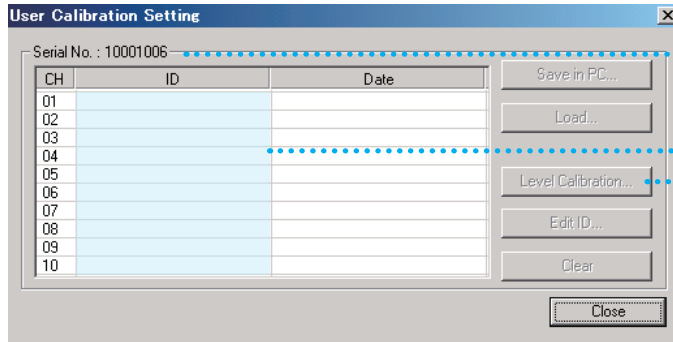 User Calibration Setting
Serial No. : 10001006
CH ID Date
01
02
03
04
05
06
07
08
09
10
Save in PC...
Load...
Level Calibration...
Edit ID...
Clear
Close